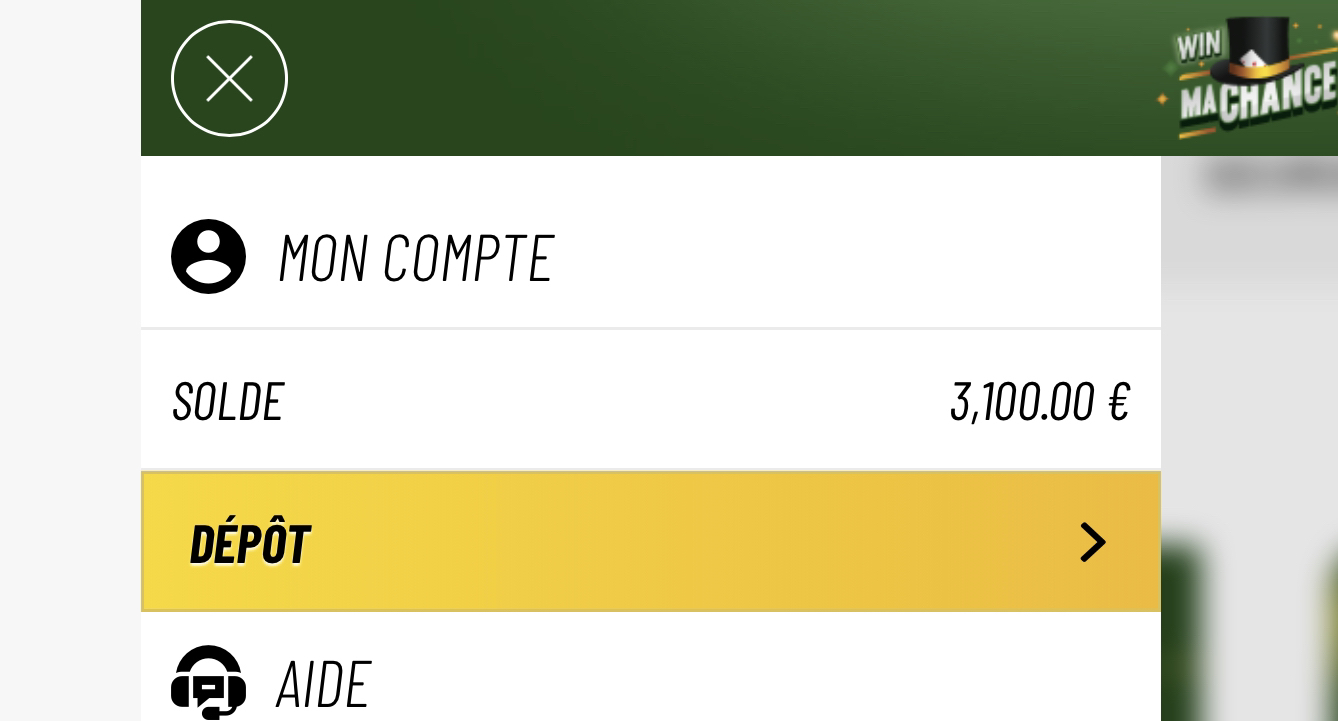 WIN
MACHANCE
MON COMPTE
SOLDE 3,100.00 €
DÉPÔT
AIDE